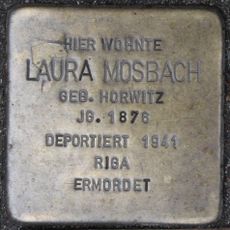 HIER WOHNTE
LAURA MOSBACH
GEB. HORWITZ
JG. 1876
DEPORTIERT 1941
RIGA
ERMORDET